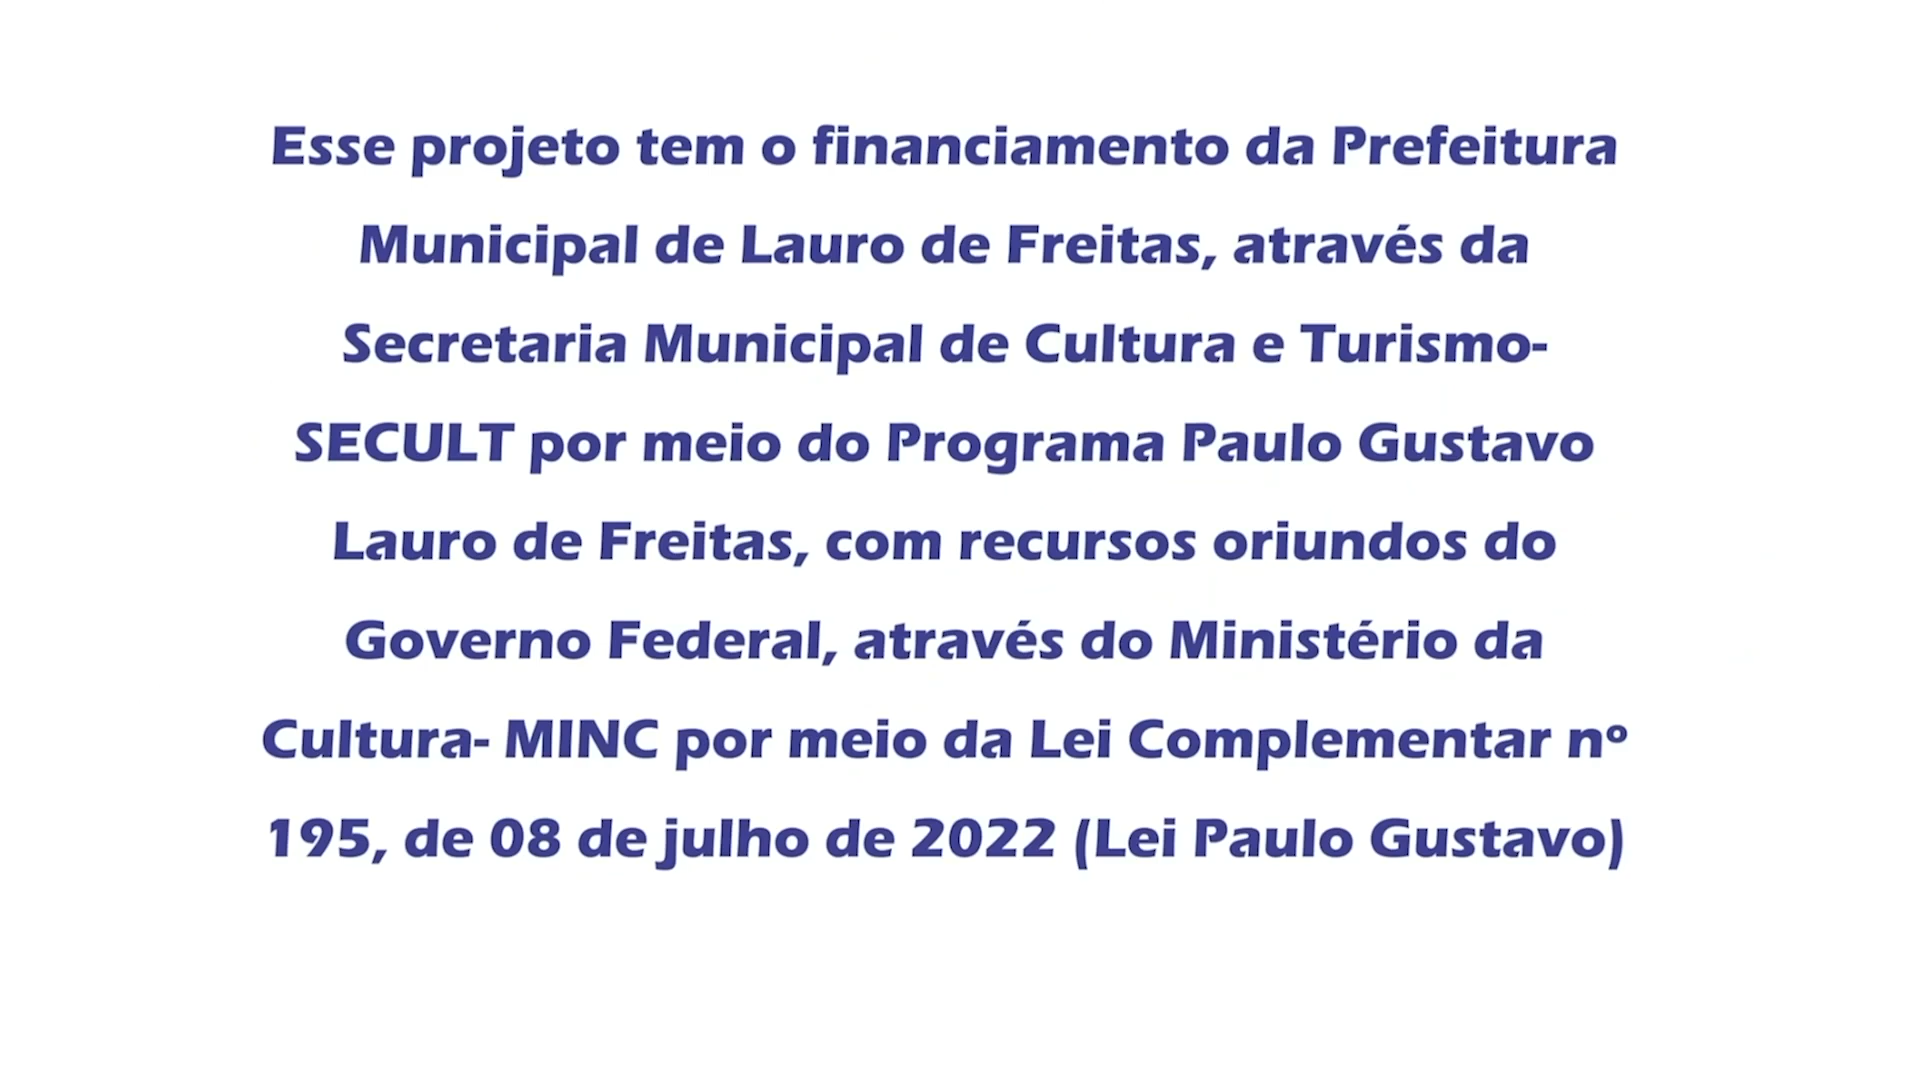 Esse projeto tem o financiamento da Prefeitura
Municipal de Lauro de Freitas, através da
Secretaria Municipal de Cultura e Turismo-
SECULT por meio do Programa Paulo Gustavo
Lauro de Freitas, com recursos oriundos do
Governo Federal, através do Ministério da
Cultura- MINC por meio da Lei Complementar nº
195, de 08 de julho de 2022 (Lei Paulo Gustavo)